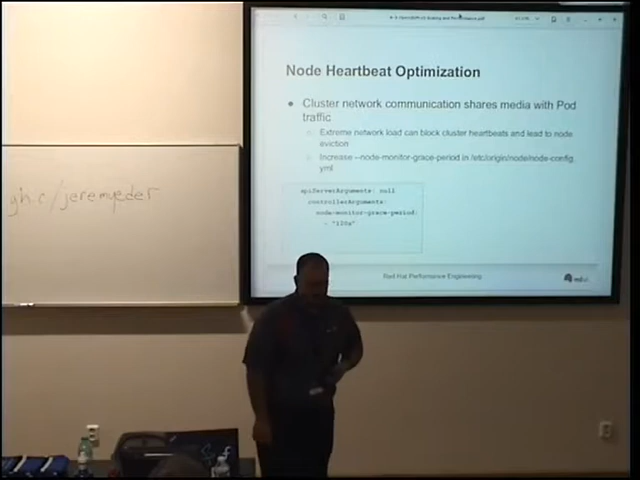 Node Heartbeat Optimization
Cluster network communication shares media with Pod
traffic
Extreme network load can block cluster heartbeats and lead to node
eviction
Increase --node-monitor-grace-period in /etc/origin/node/node-config.
yml
apiServerArguments: null
controllerArguments:
node-monitor-grace-period:
- "120s"
Red Hat Performance Engineering
gh.c/jeremyeder